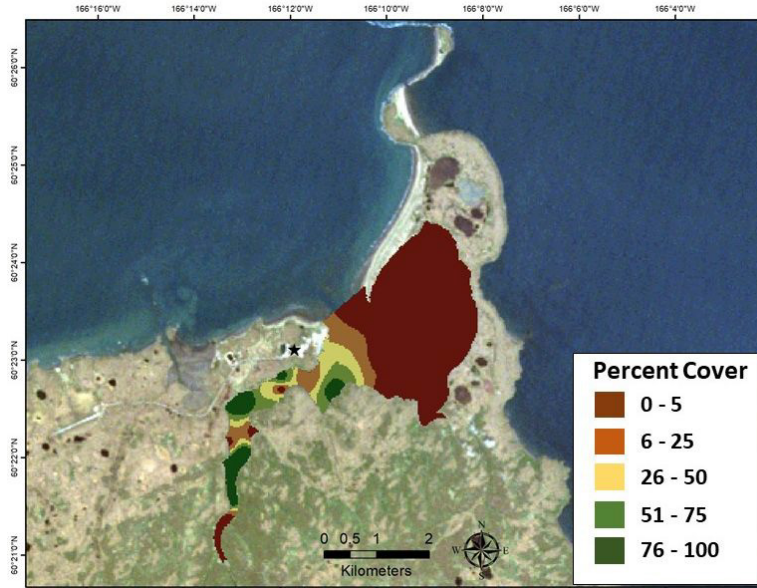 166°16'0"W 166°14'0"W 166°12'0"W 166°10'0"W 166°8'0"W 166°6'0"W 166°4'0"W
60°26'0"N
60°25'0"N
60°24'0"N
60°23'0"N
60°22'0"N
60°21'0"N
Percent Cover
0 - 5
6 - 25
26 - 50
51 - 75
76 - 100
0 0.5 1 2
Kilometers
N
W E
S